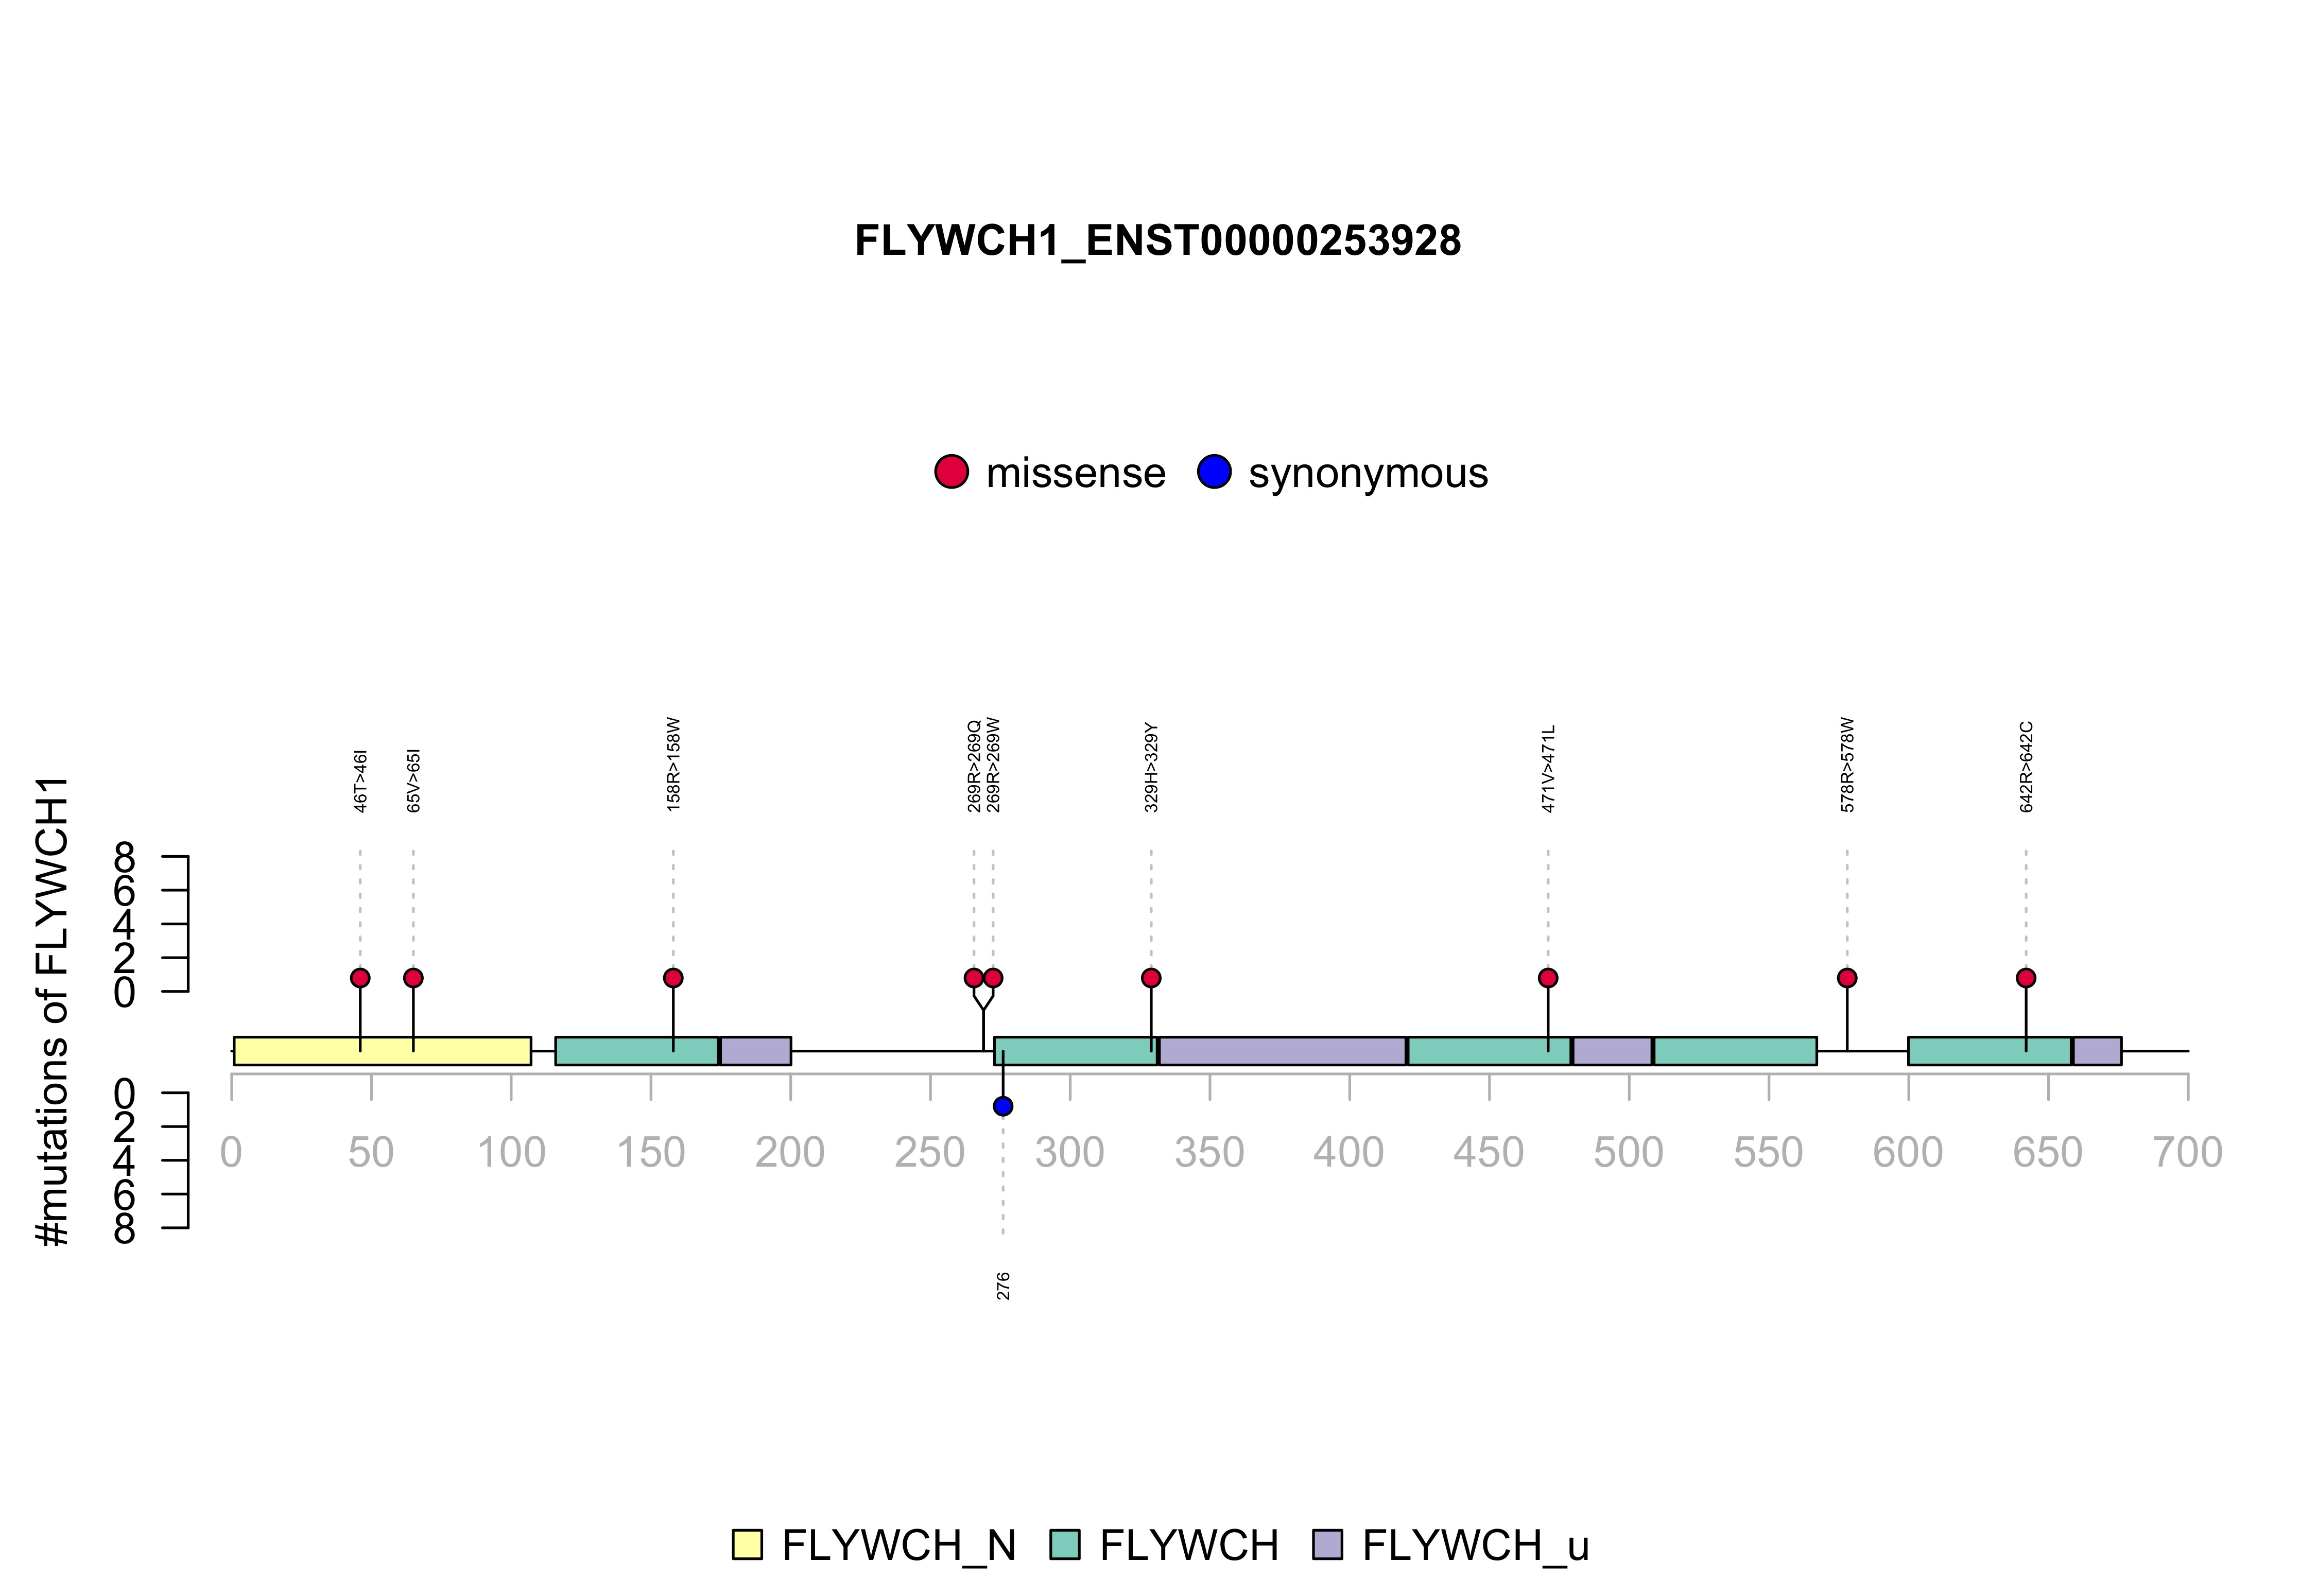 FLYWCH1_ENST00000253928
missense synonymous
46T>46I
65V>65I
158R>158W
269R>269Q
269R>269W
329H>329Y
471V>471L
578R>578W
642R>642C
#mutations of FLYWCH1
8
6
4
2
0
0
2
4
6
8
0 50 100 150 200 250 300 350 400 450 500 550 600 650 700
276
FLYWCH_N FLYWCH FLYWCH_u